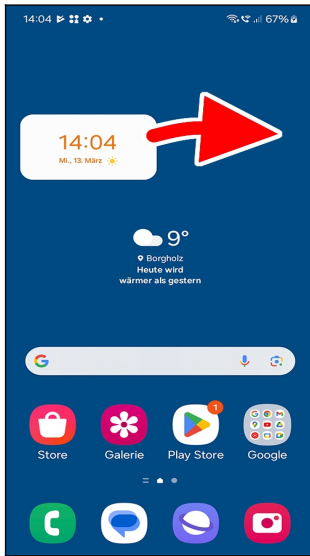 14:04 67%
14:04
Mi., 13. März
9°
Borgholz
Heute wird
wärmer als gestern
G
1
Store Galerie Play Store Google